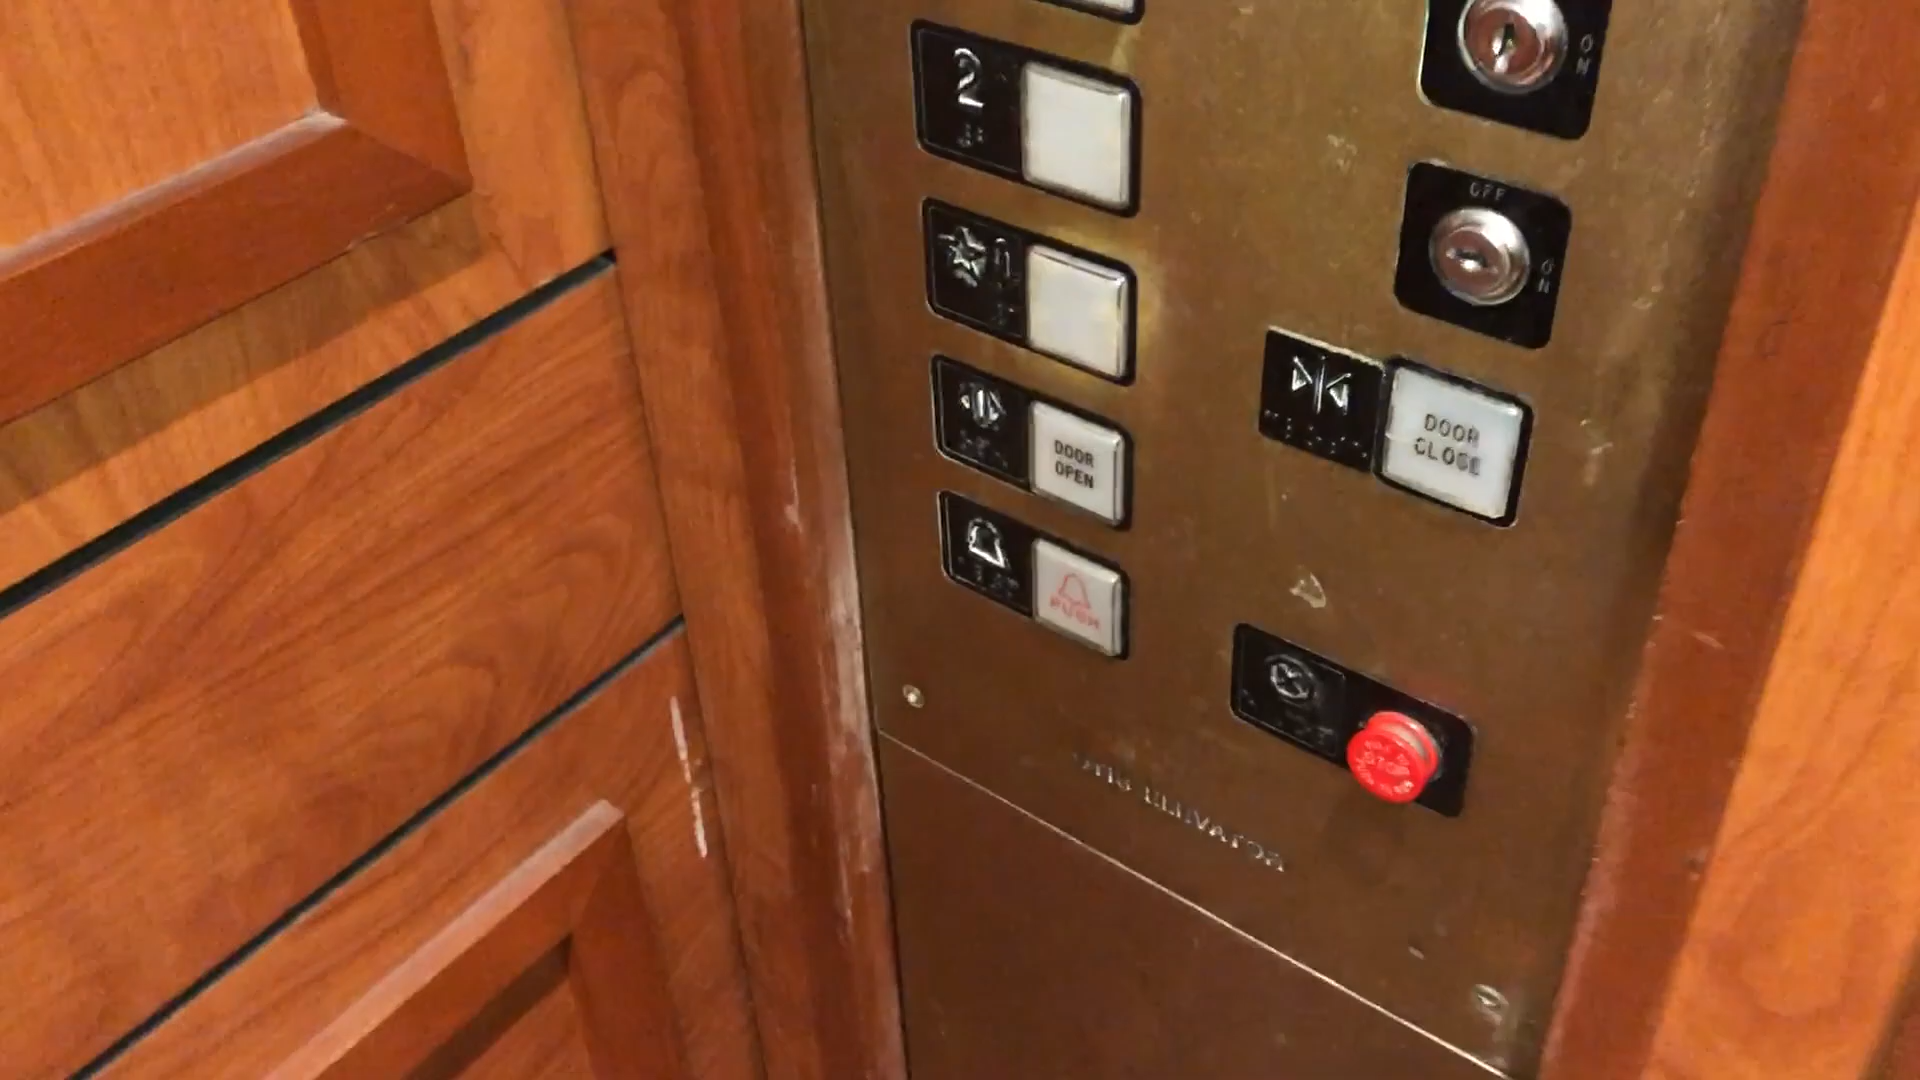 2
ON
OFF
ON
1
DOOR
OPEN
DOOR
CLOSE
PUSH
STOP
OTIS ELEVATOR